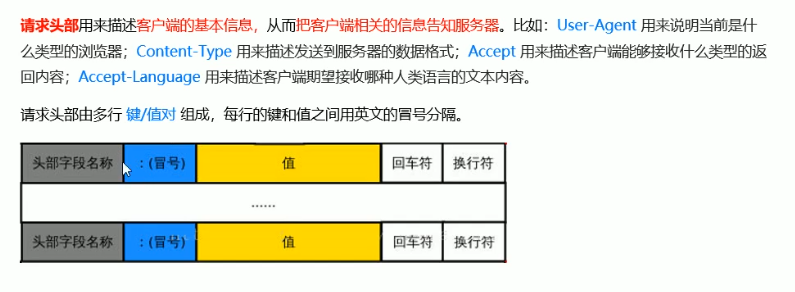 请求头部用来描述客户端的基本信息，从而把客户端相关的信息告知服务器。比如：User-Agent 用来说明当前是什
么类型的浏览器；Content-Type 用来描述发送到服务器的数据格式；Accept 用来描述客户端能够接收什么类型的返
回内容；Accept-Language 用来描述客户端期望接收哪种人类语言的文本内容。
请求头部由多行 键/值对 组成，每行的键和值之间用英文的冒号分隔。
头部字段名称 : (冒号) 值 回车符 换行符
......
头部字段名称 : (冒号) 值 回车符 换行符